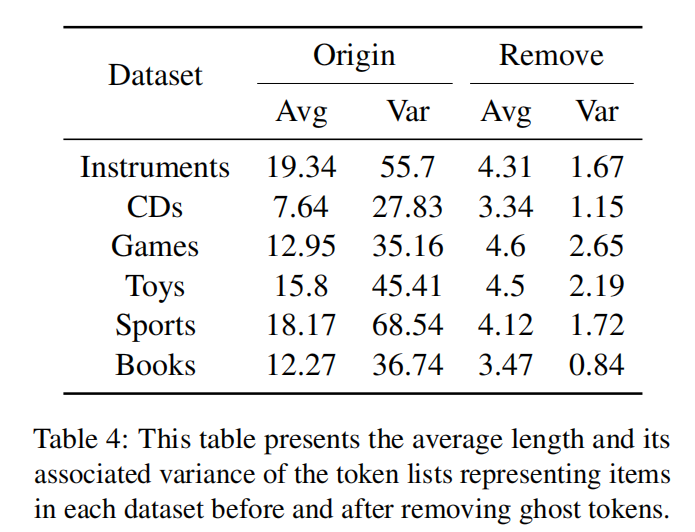 Dataset Origin Remove
Avg Var Avg Var
Instruments 19.34 55.7 4.31 1.67
CDs 7.64 27.83 3.34 1.15
Games 12.95 35.16 4.6 2.65
Toys 15.8 45.41 4.5 2.19
Sports 18.17 68.54 4.12 1.72
Books 12.27 36.74 3.47 0.84
Table 4: This table presents the average length and its
associated variance of the token lists representing items
in each dataset before and after removing ghost tokens.